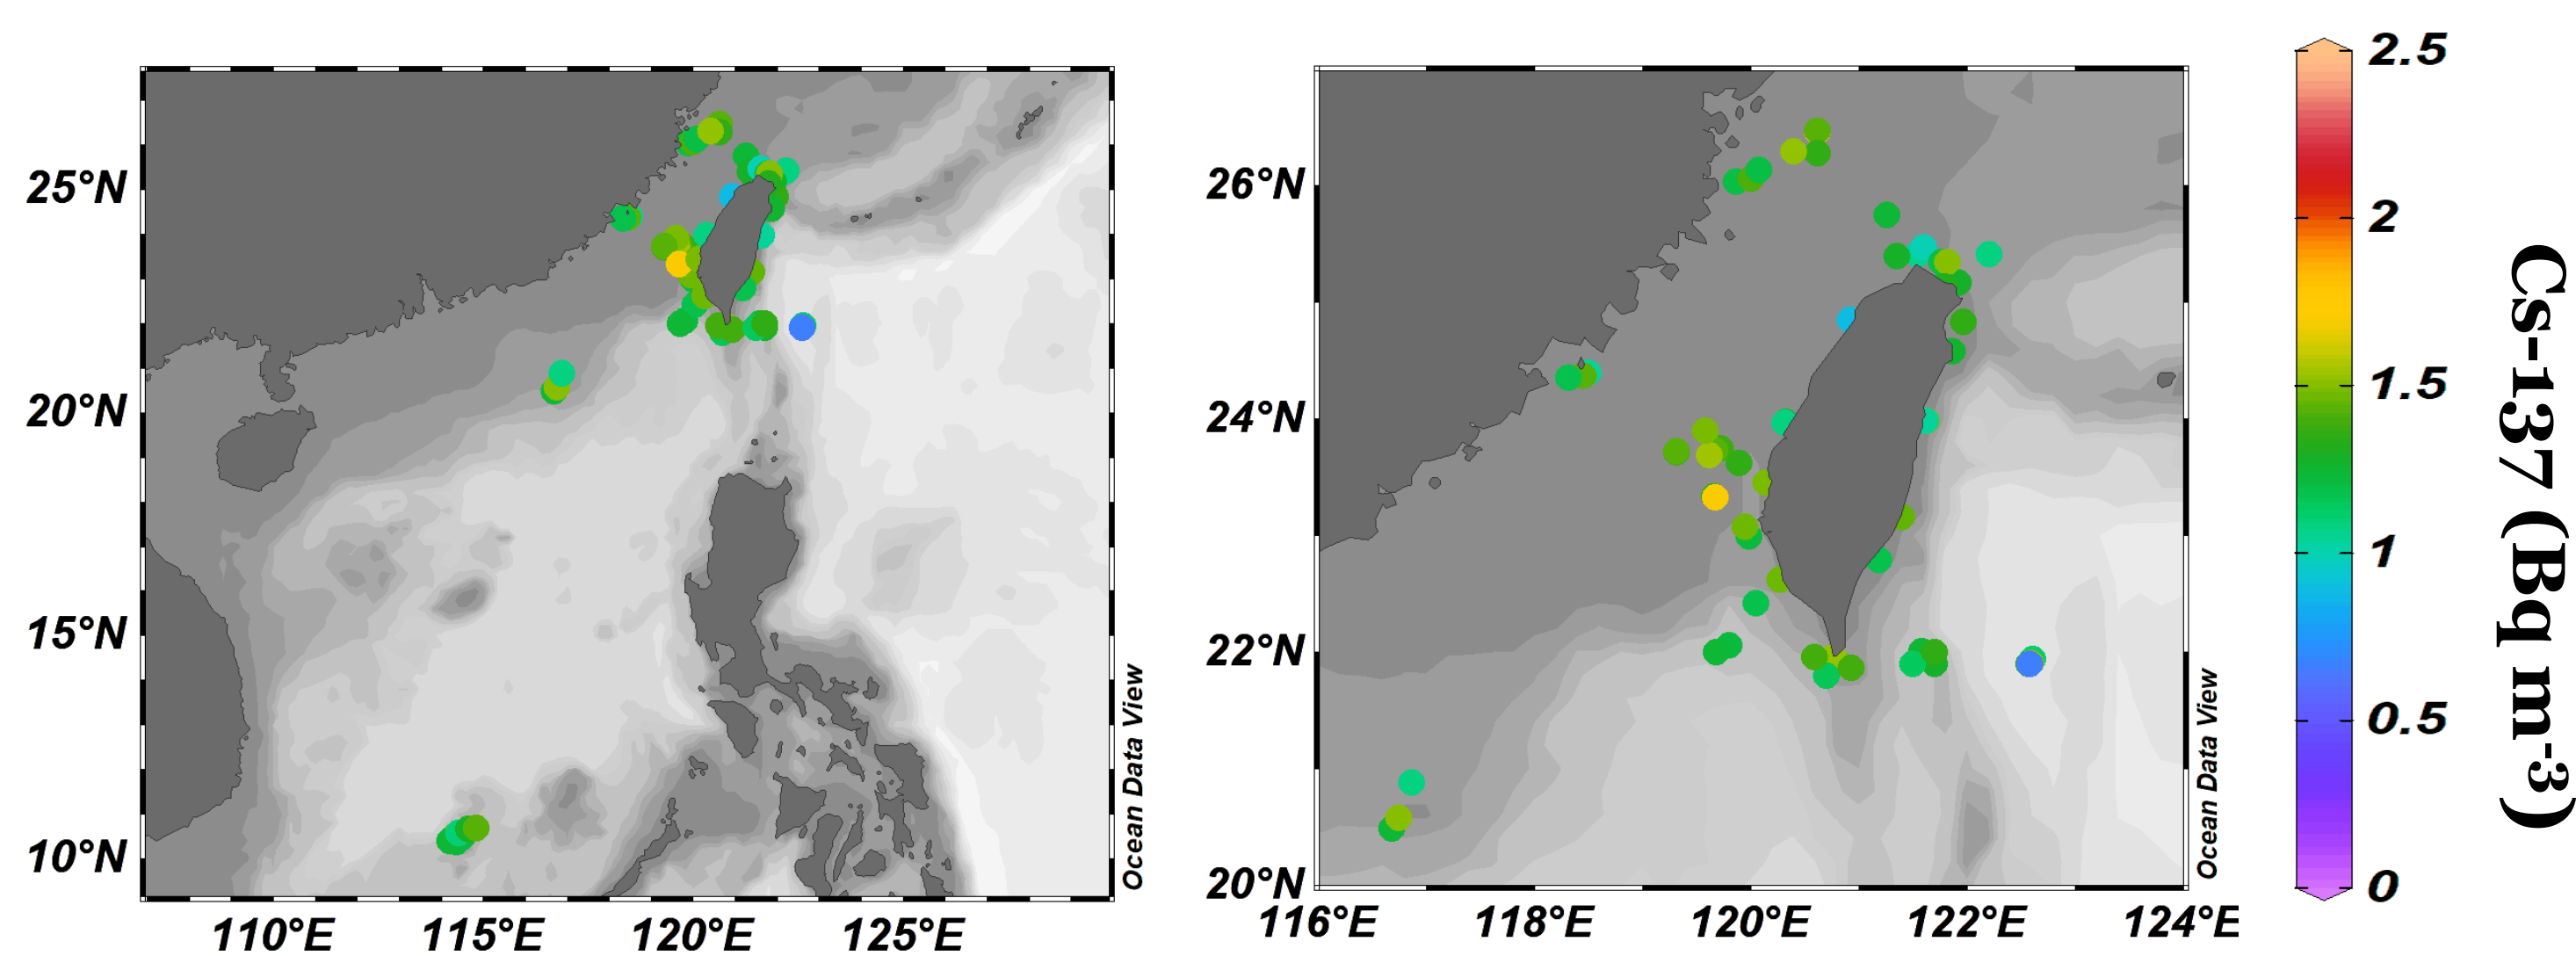 25°N
20°N
15°N
10°N
110°E
115°E
120°E
125°E
Ocean Data View
26°N
24°N
22°N
20°N
116°E
118°E
120°E
122°E
124°E
Ocean Data View
2.5
2
1.5
1
0.5
0
Cs-137 (Bq m⁻³)